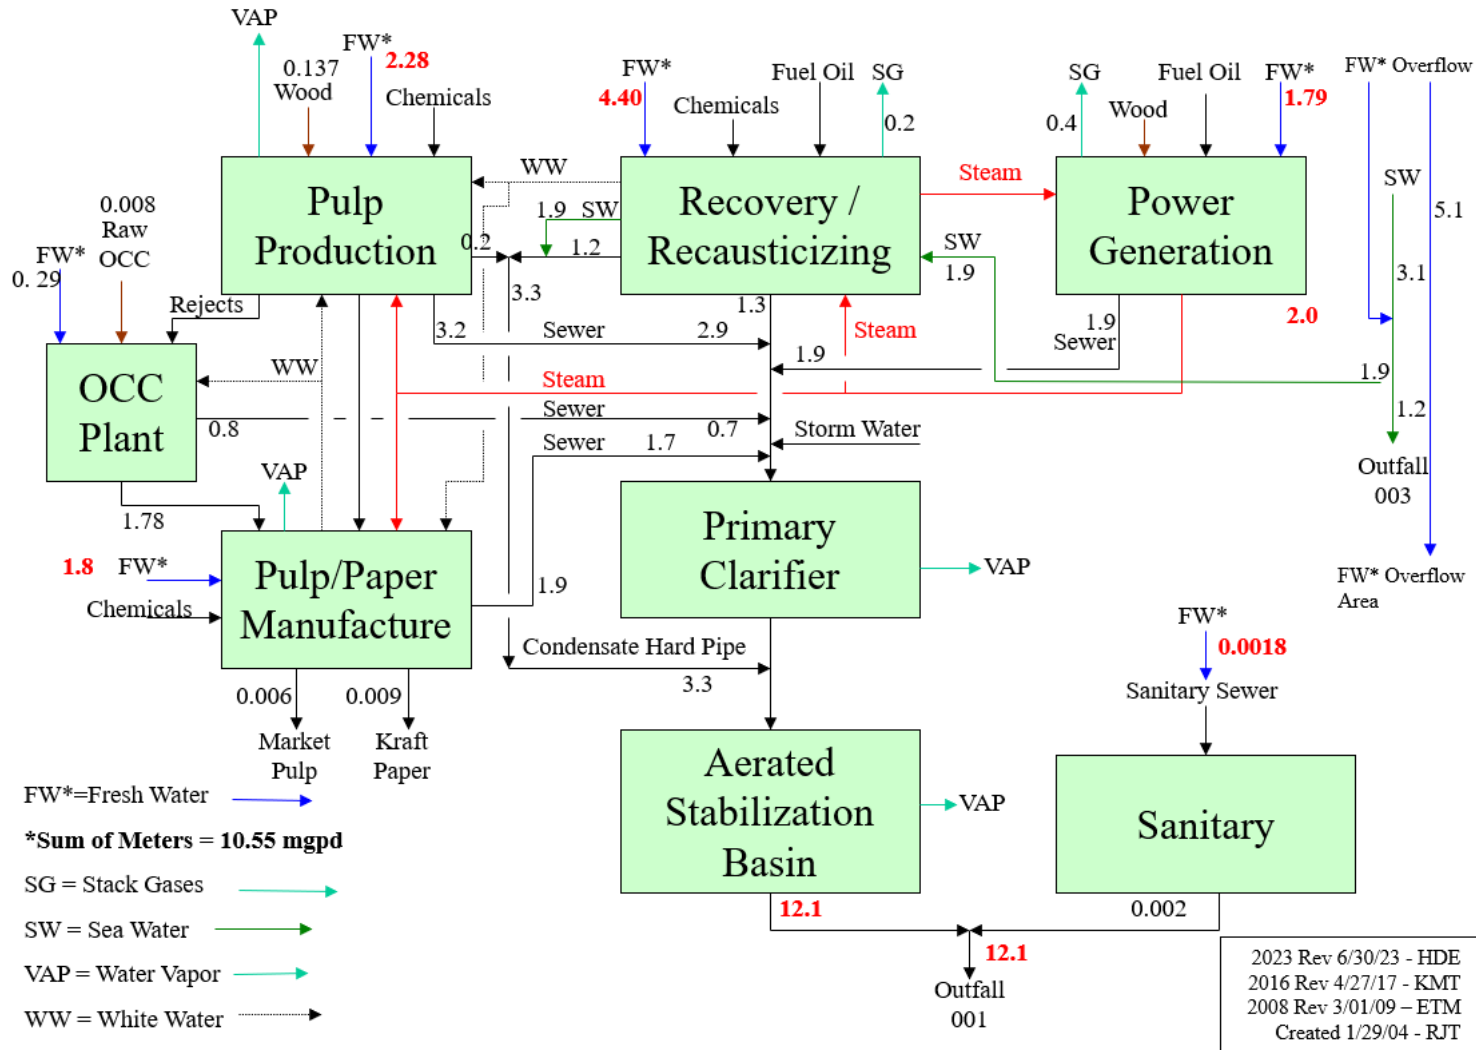 VAP
FW*
2.28
0.137
Wood
Chemicals
FW*
4.40
Chemicals
Fuel Oil
SG
0.2
SG
0.4
Fuel Oil
Wood
FW*
1.79
FW* Overflow
SW
5.1
3.1
Pulp
Production
WW
1.9
SW
0.2
1.2
3.3
Recovery /
Recausticizing
Steam
SW
1.9
Power
Generation
0.008
Raw
OCC
FW*
0. 29
Rejects
3.2
Sewer
2.9
1.3
Steam
1.9
1.9
Sewer
2.0
1.9
1.2
OCC
Plant
WW
Steam
0.8
Sewer
0.7
Sewer
1.7
Storm Water
Outfall
003
VAP
1.78
1.8
FW*
Chemicals
Pulp/Paper
Manufacture
1.9
Primary
Clarifier
VAP
FW* Overflow
Area
Condensate Hard Pipe
3.3
FW*
0.0018
Sanitary Sewer
0.006
0.009
Market
Pulp
Kraft
Paper
Aerated
Stabilization
Basin
VAP
Sanitary
12.1
0.002
12.1
Outfall
001
FW*=Fresh Water
*Sum of Meters = 10.55 mgpd
SG = Stack Gases
SW = Sea Water
VAP = Water Vapor
WW = White Water
2023 Rev 6/30/23 - HDE
2016 Rev 4/27/17 - KMT
2008 Rev 3/01/09 – ETM
Created 1/29/04 - RJT